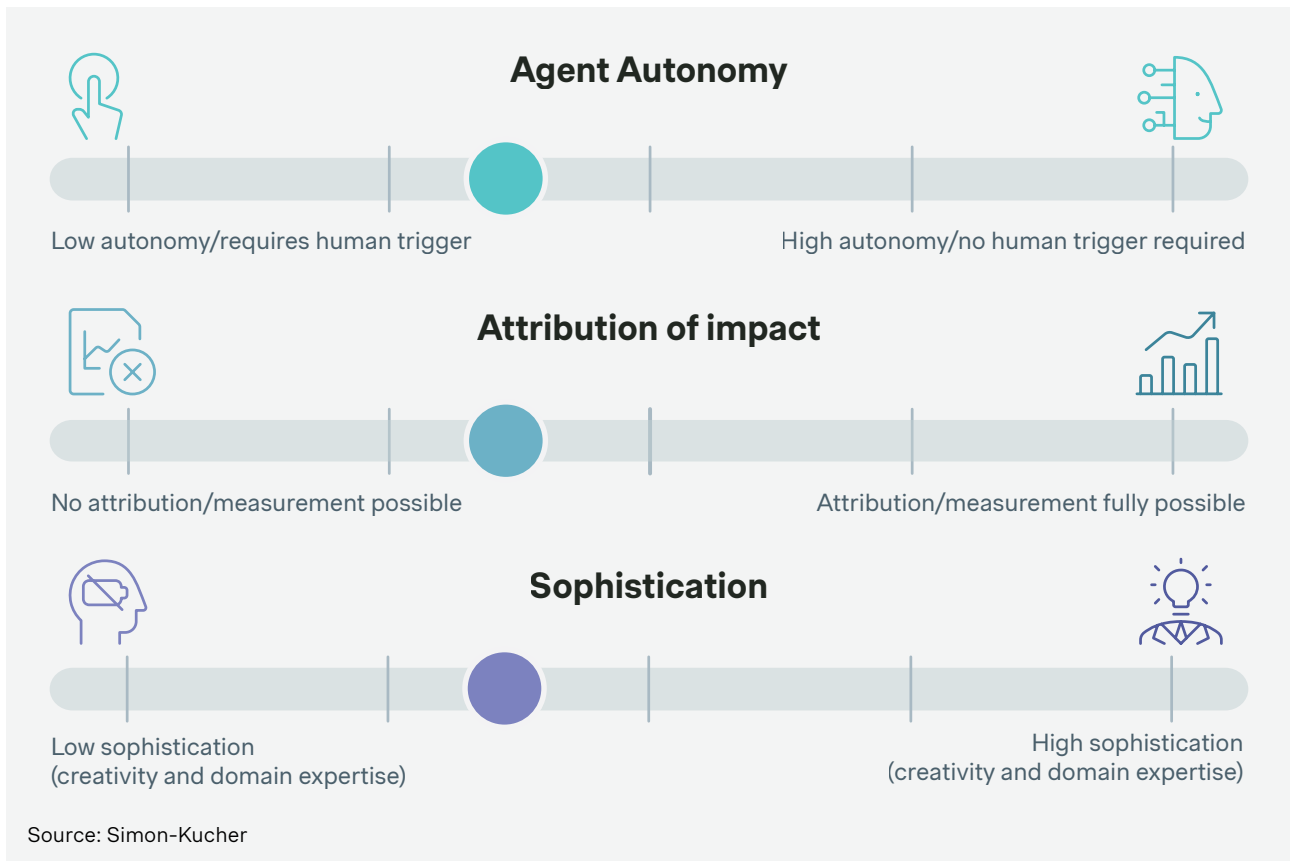 Agent Autonomy
Low autonomy/requires human trigger
High autonomy/no human trigger required
Attribution of impact
No attribution/measurement possible
Attribution/measurement fully possible
Sophistication
Low sophistication
(creativity and domain expertise)
High sophistication
(creativity and domain expertise)
Source: Simon-Kucher